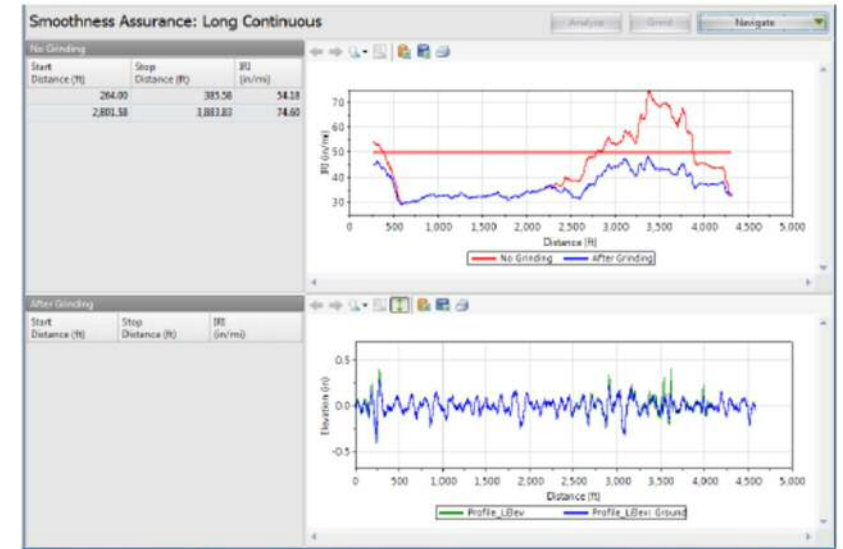 Smoothness Assurance: Long Continuous
Analyze Grind Navigate
No Grinding
Start Distance (ft) Stop Distance (ft) IRI (in/mi)
264.00 385.58 54.18
2,801.58 3,883.83 74.60
70
60
50
40
30
IRI (in/mi)
0 500 1,000 1,500 2,000 2,500 3,000 3,500 4,000 4,500 5,000
Distance (ft)
No Grinding After Grinding
After Grinding
Start Distance (ft) Stop Distance (ft) IRI (in/mi)
0.5
0.0
-0.5
Elevation (in)
0 500 1,000 1,500 2,000 2,500 3,000 3,500 4,000 4,500 5,000
Distance (ft)
Profile_LElev Profile_LElev: Ground